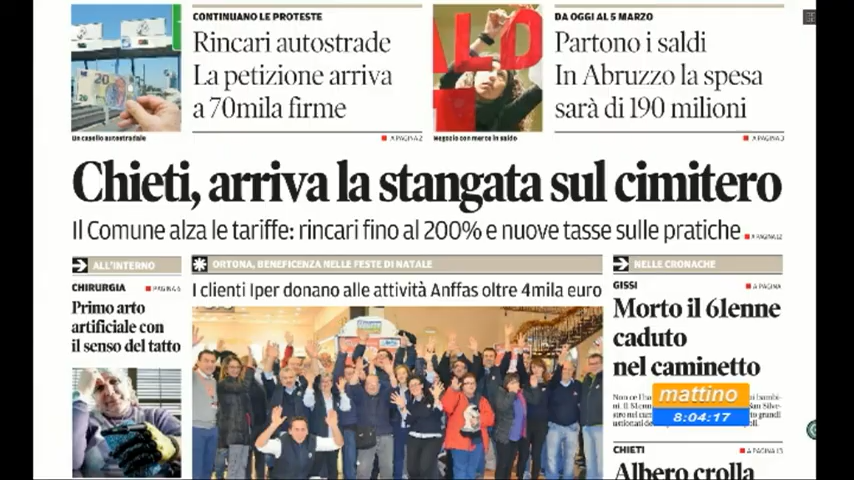 CONTINUANO LE PROTESTE
Rincari autostrade
La petizione arriva
a 70mila firme
Un casello autostradale
A PAGINA 2
DA OGGI AL 5 MARZO
Partono i saldi
In Abruzzo la spesa
sarà di 190 milioni
Negozio con merce in saldo
A PAGINA 3
Chieti, arriva la stangata sul cimitero
Il Comune alza le tariffe: rincari fino al 200% e nuove tasse sulle pratiche
A PAGINA 12
ALL'INTERNO
CHIRURGIA
PAGINA 6
Primo arto
artificiale con
il senso del tatto
ORTONA, BENEFICENZA NELLE FESTE DI NATALE
I clienti Iper donano alle attività Anffas oltre 4mila euro
NELLE CRONACHE
GISSI
A PAGINA
Morto il 61enne
caduto
nel caminetto
mattino
8:04:17
CHIETI
A PAGINA 13
Albero crolla